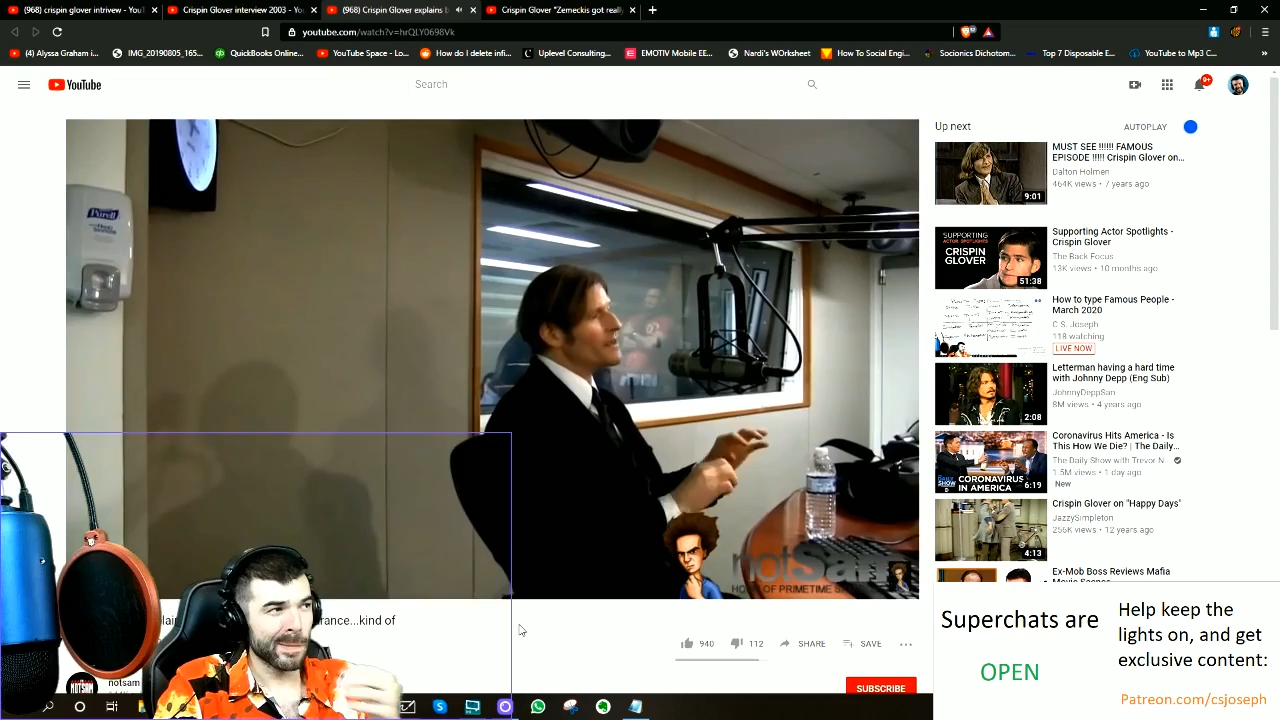 (968) crispin glover intrivew - You
Crispin Glover interview 2003 - Yo
(968) Crispin Glover explains b
Crispin Glover "Zemeckis got really
youtube.com/watch?v=hrQLY0698Vk
(4) Alyssa Graham i...
IMG_20190805_165...
QuickBooks Online...
YouTube Space - Lo...
How do I delete infi...
Uplevel Consulting...
EMOTIV Mobile EE...
Nardi's WOrksheet
How To Social Eng...
Socionics Dichotom...
Top 7 Disposable E...
YouTube to Mp3 C...
YouTube
Search
9+
Up next
AUTOPLAY
MUST SEE !!!!!! FAMOUS
EPISODE !!!!! Crispin Glover on...
Dalton Holmen
464K views • 7 years ago
9:01
Purell
SUPPORTING
ACTOR SPOTLIGHTS
CRISPIN
GLOVER
51:38
Supporting Actor Spotlights -
Crispin Glover
The Back Focus
13K views • 10 months ago
How to type Famous People -
March 2020
C.S. Joseph
118 watching
LIVE NOW
Letterman having a hard time
with Johnny Depp (Eng Sub)
JohnnyDeppSan
8M views • 4 years ago
2:08
Coronavirus Hits America - Is
This How We Die? | The Daily...
The Daily Show with Trevor N...
1.5M views • 1 day ago
New
CORONAVIRUS
IN AMERICA
6:19
Crispin Glover on "Happy Days"
JazzySimpleton
256K views • 12 years ago
4:13
Ex-Mob Boss Reviews Mafia
notSam
HOME OF PRIMETIME
rance...kind of
940
112
SHARE
SAVE
notsam
SUBSCRIBE
Superchats are
OPEN
Help keep the
lights on, and get
exclusive content:
Patreon.com/csjoseph